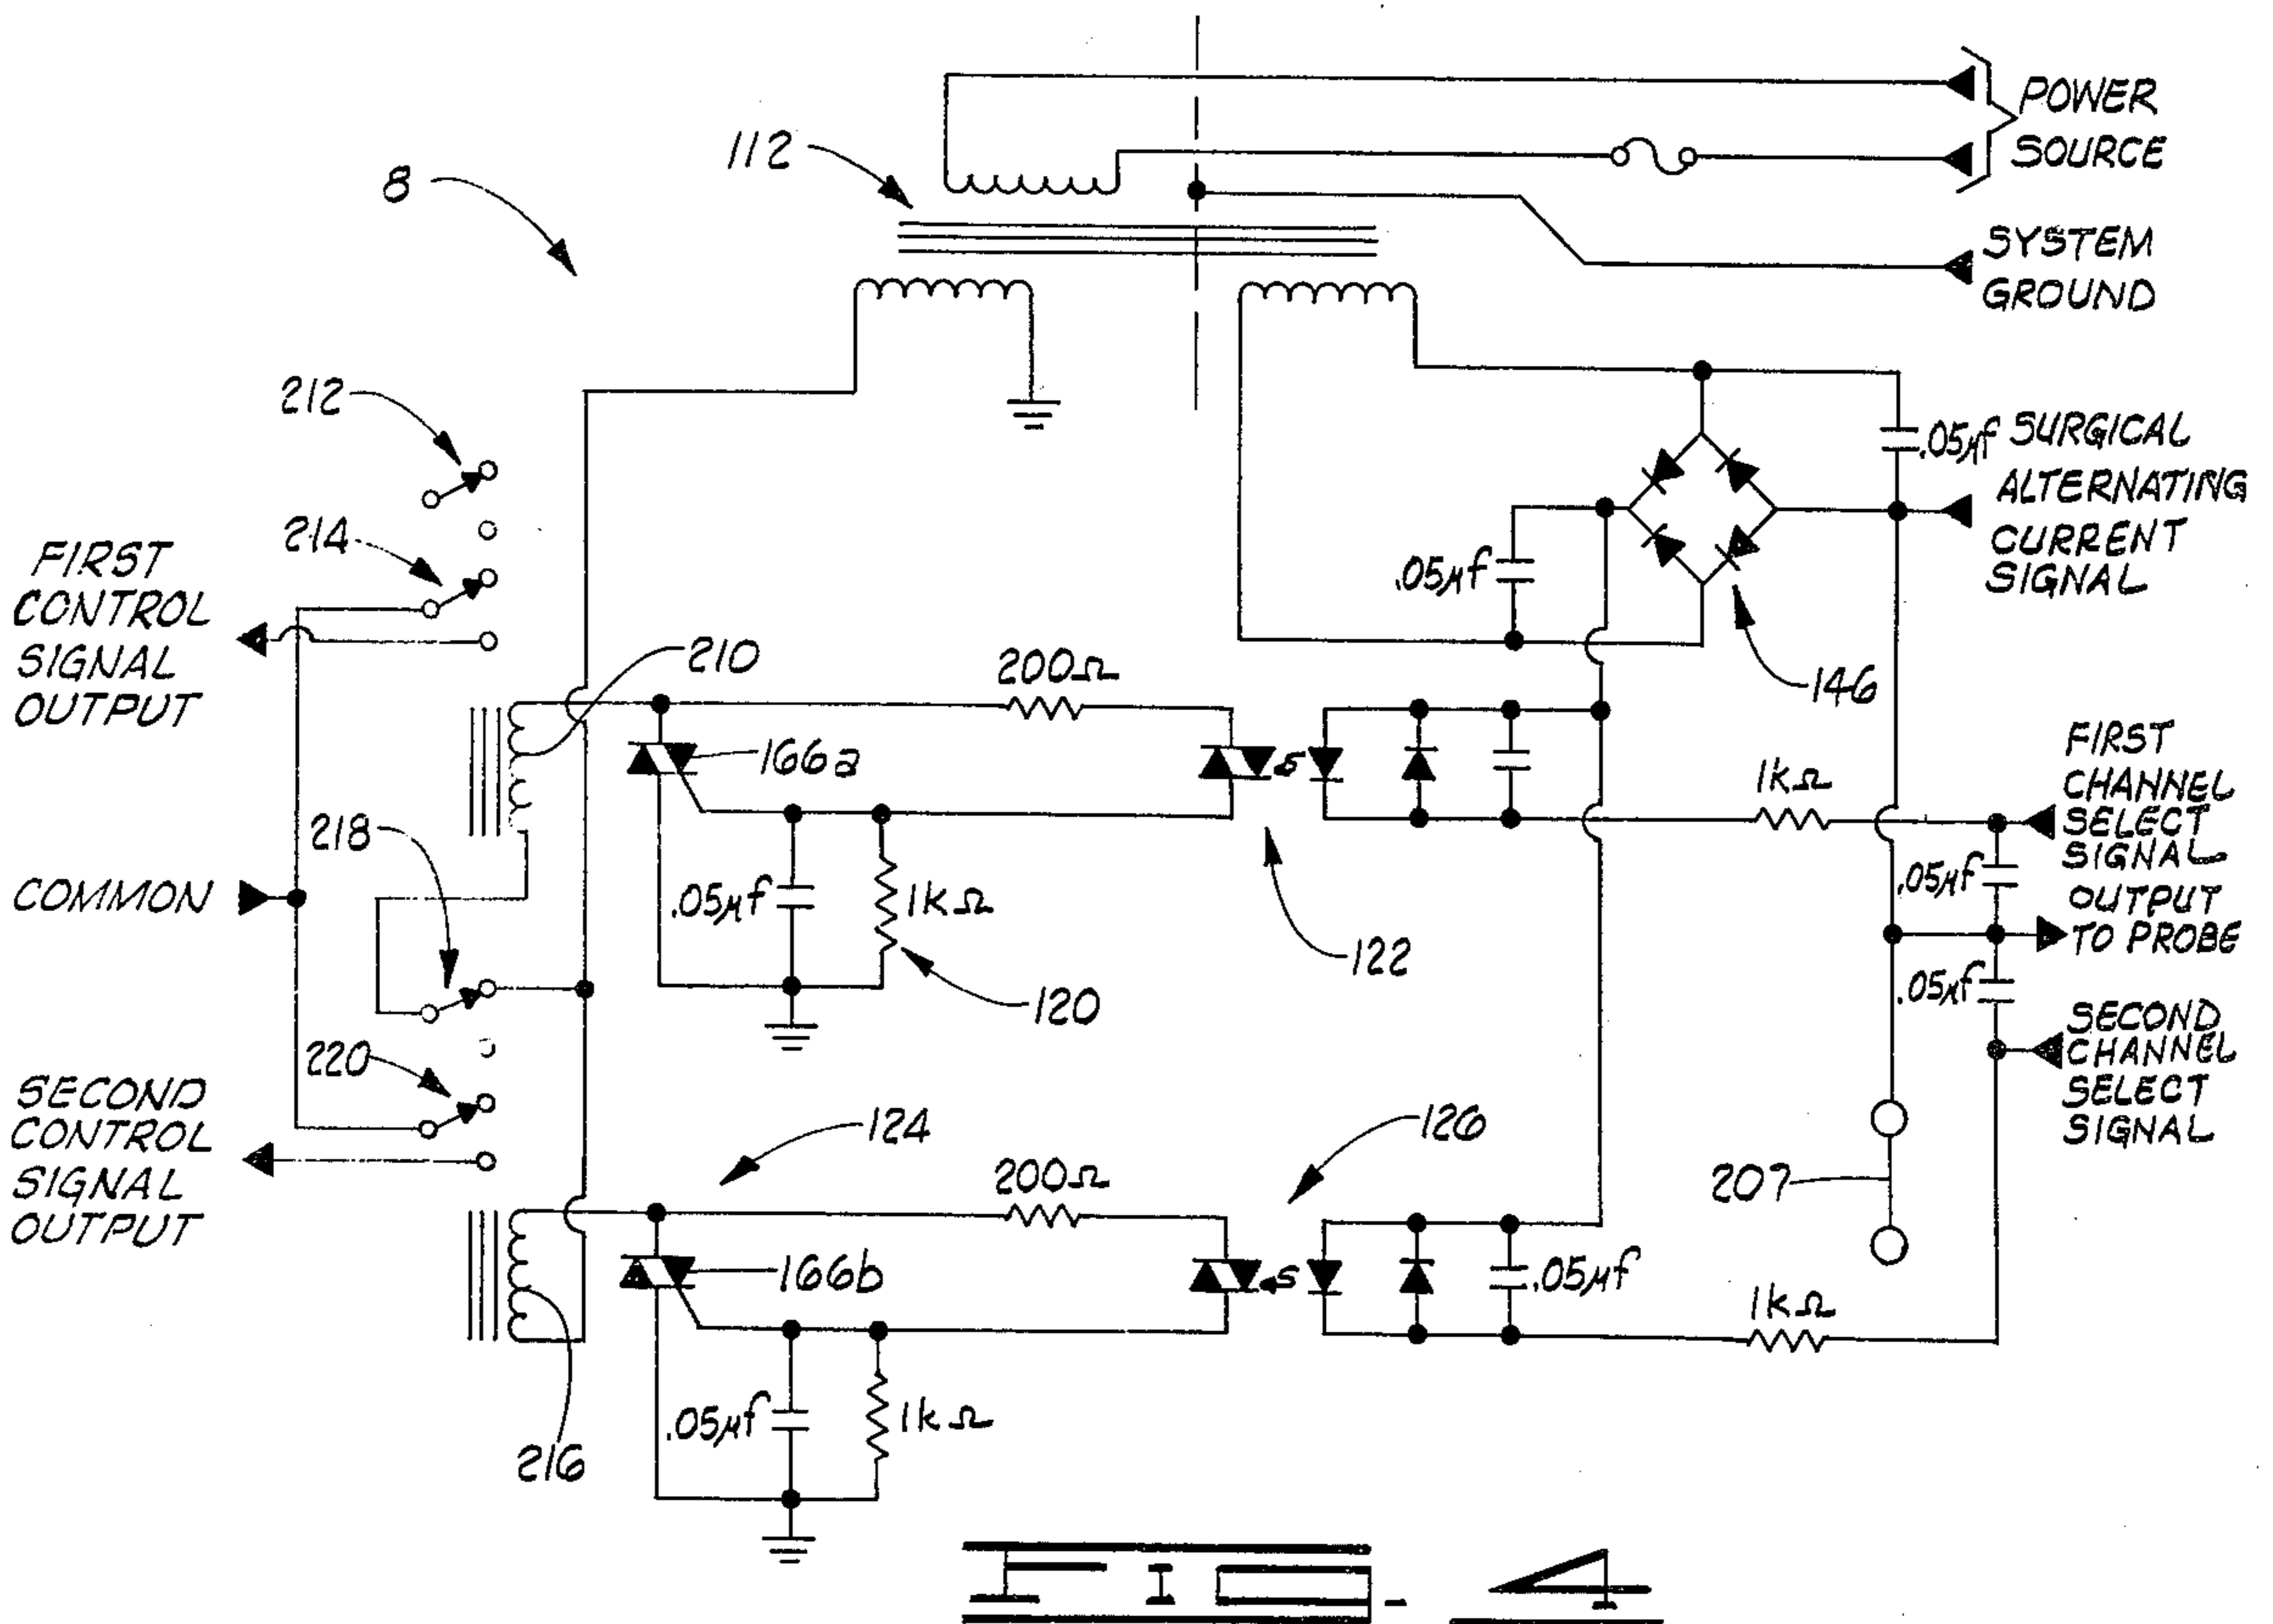 112
POWER
SOURCE
8
SYSTEM
GROUND
212
.05µf
SURGICAL
ALTERNATING
CURRENT
SIGNAL
214
FIRST
CONTROL
SIGNAL
OUTPUT
.05µf
146
210
200Ω
166a
1kΩ
FIRST
CHANNEL
SELECT
SIGNAL
218
COMMON
.05µf
1kΩ
122
120
.05µf
OUTPUT
TO PROBE
.05µf
220
SECOND
CONTROL
SIGNAL
OUTPUT
SECOND
CHANNEL
SELECT
SIGNAL
124
126
200Ω
207
166b
.05µf
1kΩ
.05µf
1kΩ
216
FIG-4